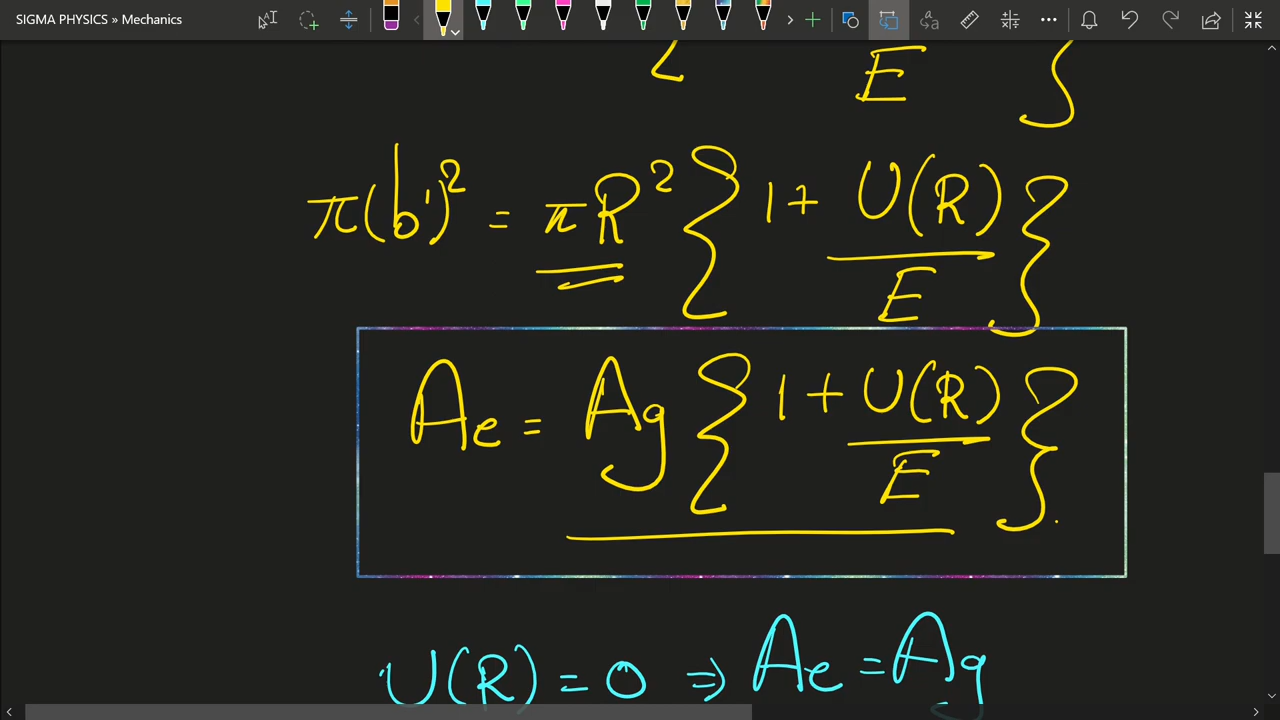 SIGMA PHYSICS » Mechanics
{ E }
π(b')² = πR² { 1 + U(R) / E }
Ae = Ag { 1 + U(R) / E }
U(R) = 0 ⇒ Ae = Ag